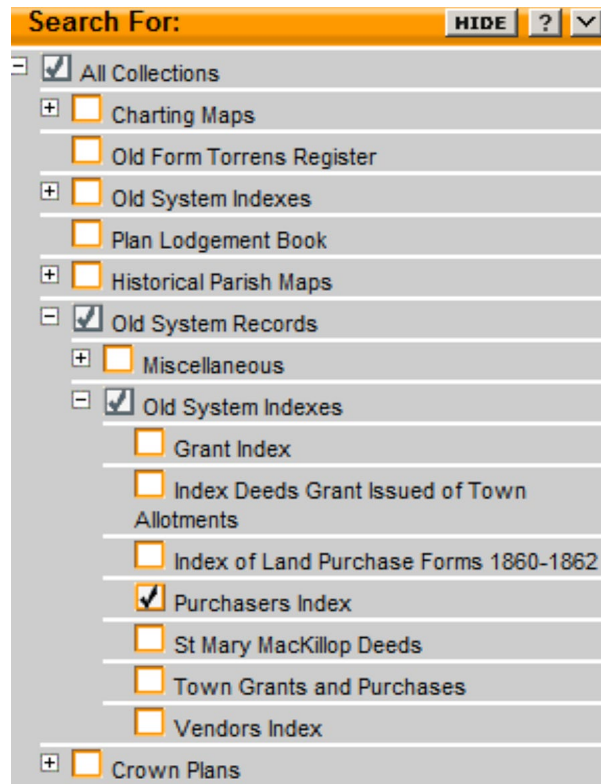 Search For: HIDE ?
All Collections
Charting Maps
Old Form Torrens Register
Old System Indexes
Plan Lodgement Book
Historical Parish Maps
Old System Records
Miscellaneous
Old System Indexes
Grant Index
Index Deeds Grant Issued of Town
Allotments
Index of Land Purchase Forms 1860-1862
Purchasers Index
St Mary MacKillop Deeds
Town Grants and Purchases
Vendors Index
Crown Plans